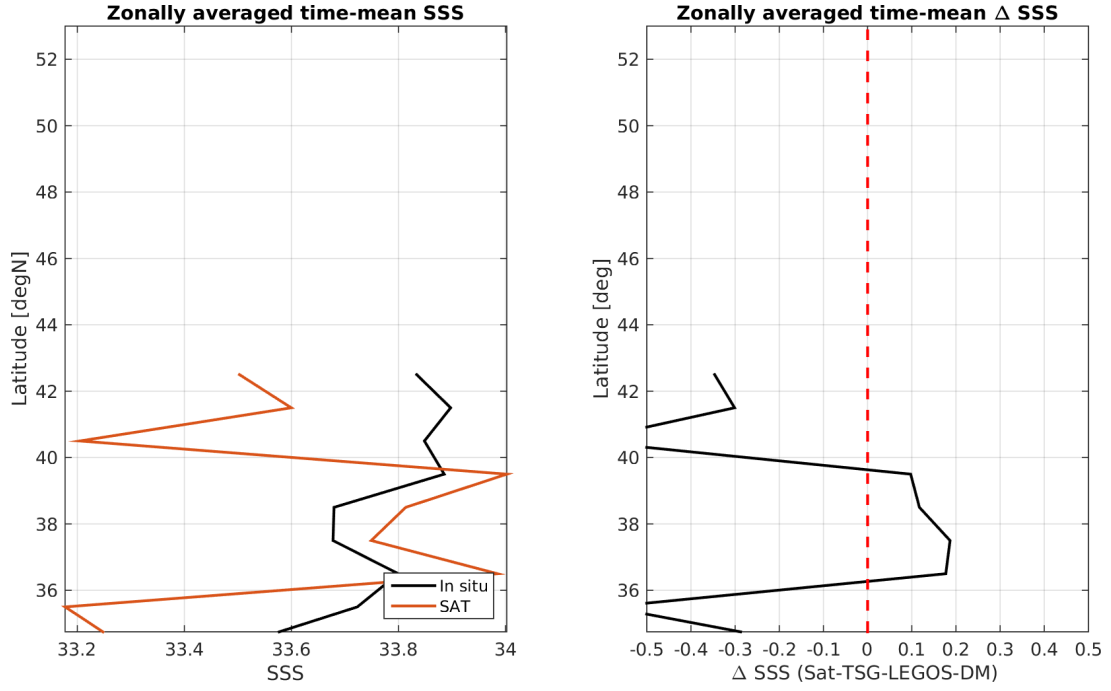 Zonally averaged time-mean SSS
52
50
48
46
44
42
40
38
36
Latitude [degN]
In situ
SAT
33.2 33.4 33.6 33.8 34
SSS
Zonally averaged time-mean Δ SSS
52
50
48
46
44
42
40
38
36
Latitude [deg]
-0.5 -0.4 -0.3 -0.2 -0.1 0 0.1 0.2 0.3 0.4 0.5
Δ SSS (Sat-TSG-LEGOS-DM)